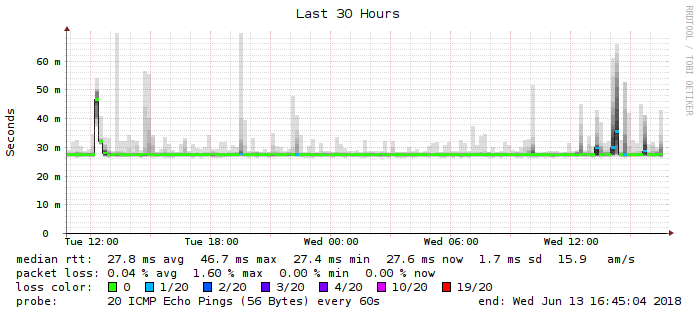 Last 30 Hours
RRDTOOL / TOBI OETIKER
Seconds
60 m
50 m
40 m
30 m
20 m
10 m
0
Tue 12:00 Tue 18:00 Wed 00:00 Wed 06:00 Wed 12:00
median rtt: 27.8 ms avg 46.7 ms max 27.4 ms min 27.6 ms now 1.7 ms sd 15.9 am/s
packet loss: 0.04 % avg 1.60 % max 0.00 % min 0.00 % now
loss color: 0 1/20 2/20 3/20 4/20 10/20 19/20
probe: 20 ICMP Echo Pings (56 Bytes) every 60s end: Wed Jun 13 16:45:04 2018